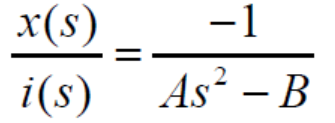 x(s) / i(s) = -1 / (As² - B)